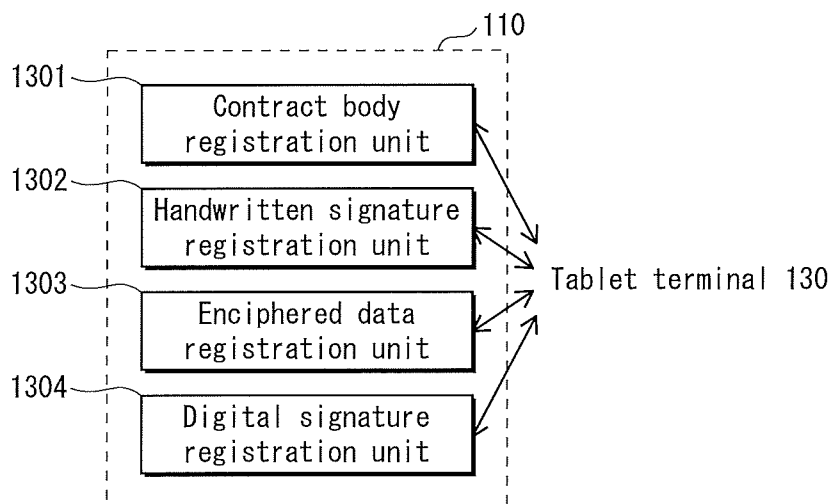 110
1301
Contract body
registration unit
1302
Handwritten signature
registration unit
1303
Enciphered data
registration unit
Tablet terminal 130
1304
Digital signature
registration unit